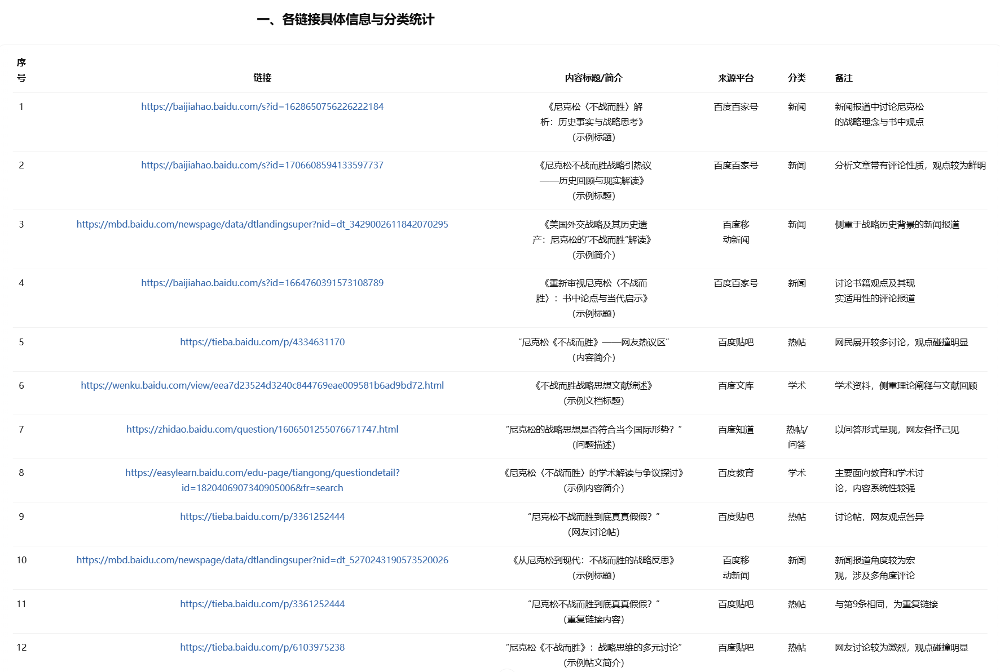 一、各链接具体信息与分类统计
序
号
链接
内容标题/简介
来源平台
分类
备注
1
https://baijiahao.baidu.com/s?id=1628650756226222184
《尼克松〈不战而胜〉解
析：历史事实与战略思考》
（示例标题）
百度百家号
新闻
新闻报道中讨论尼克松
的战略理念与书中观点
2
https://baijiahao.baidu.com/s?id=1706608594133597737
《尼克松不战而胜战略引热议
——历史回顾与现实解读》
（示例标题）
百度百家号
新闻
分析文章带有评论性质，观点较为鲜明
3
https://mbd.baidu.com/newspage/data/dtlandingsuper?nid=dt_3429002611842070295
《美国外交战略及其历史遗
产：尼克松的“不战而胜”解读》
（示例简介）
百度移
动新闻
新闻
侧重于战略历史背景的新闻报道
4
https://baijiahao.baidu.com/s?id=1664760391573108789
《重新审视尼克松〈不战而
胜〉：书中论点与当代启示》
（示例标题）
百度百家号
新闻
讨论书籍观点及其现
实适用性的评论报道
5
https://tieba.baidu.com/p/4334631170
“尼克松《不战而胜》——网友热议区”
（内容简介）
百度贴吧
热帖
网民展开较多讨论，观点碰撞明显
6
https://wenku.baidu.com/view/eea7d23524d3240c844769eae009581b6ad9bd72.html
《不战而胜战略思想文献综述》
（示例文档标题）
百度文库
学术
学术资料，侧重理论阐释与文献回顾
7
https://zhidao.baidu.com/question/1606501255076671747.html
“尼克松的战略思想是否符合当今国际形势？”
（问题描述）
百度知道
热帖/
问答
以问答形式呈现，网友各抒己见
8
https://easylearn.baidu.com/edu-page/tiangong/questiondetail?
id=1820406907340905006&fr=search
《尼克松〈不战而胜〉的学术解读与争议探讨》
（示例内容简介）
百度教育
学术
主要面向教育和学术讨
论，内容系统性较强
9
https://tieba.baidu.com/p/3361252444
“尼克松不战而胜到底真真假假？”
（网友讨论帖）
百度贴吧
热帖
讨论帖，网友观点各异
10
https://mbd.baidu.com/newspage/data/dtlandingsuper?nid=dt_5270243190573520026
《从尼克松到现代：不战而胜的战略反思》
（示例标题）
百度移
动新闻
新闻
新闻报道角度较为宏
观，涉及多角度评论
11
https://tieba.baidu.com/p/3361252444
“尼克松不战而胜到底真真假假？”
（重复链接内容）
百度贴吧
热帖
与第9条相同，为重复链接
12
https://tieba.baidu.com/p/6103975238
“尼克松《不战而胜》：战略思维的多元讨论”
（示例帖文简介）
百度贴吧
热帖
网友讨论较为激烈，观点碰撞明显